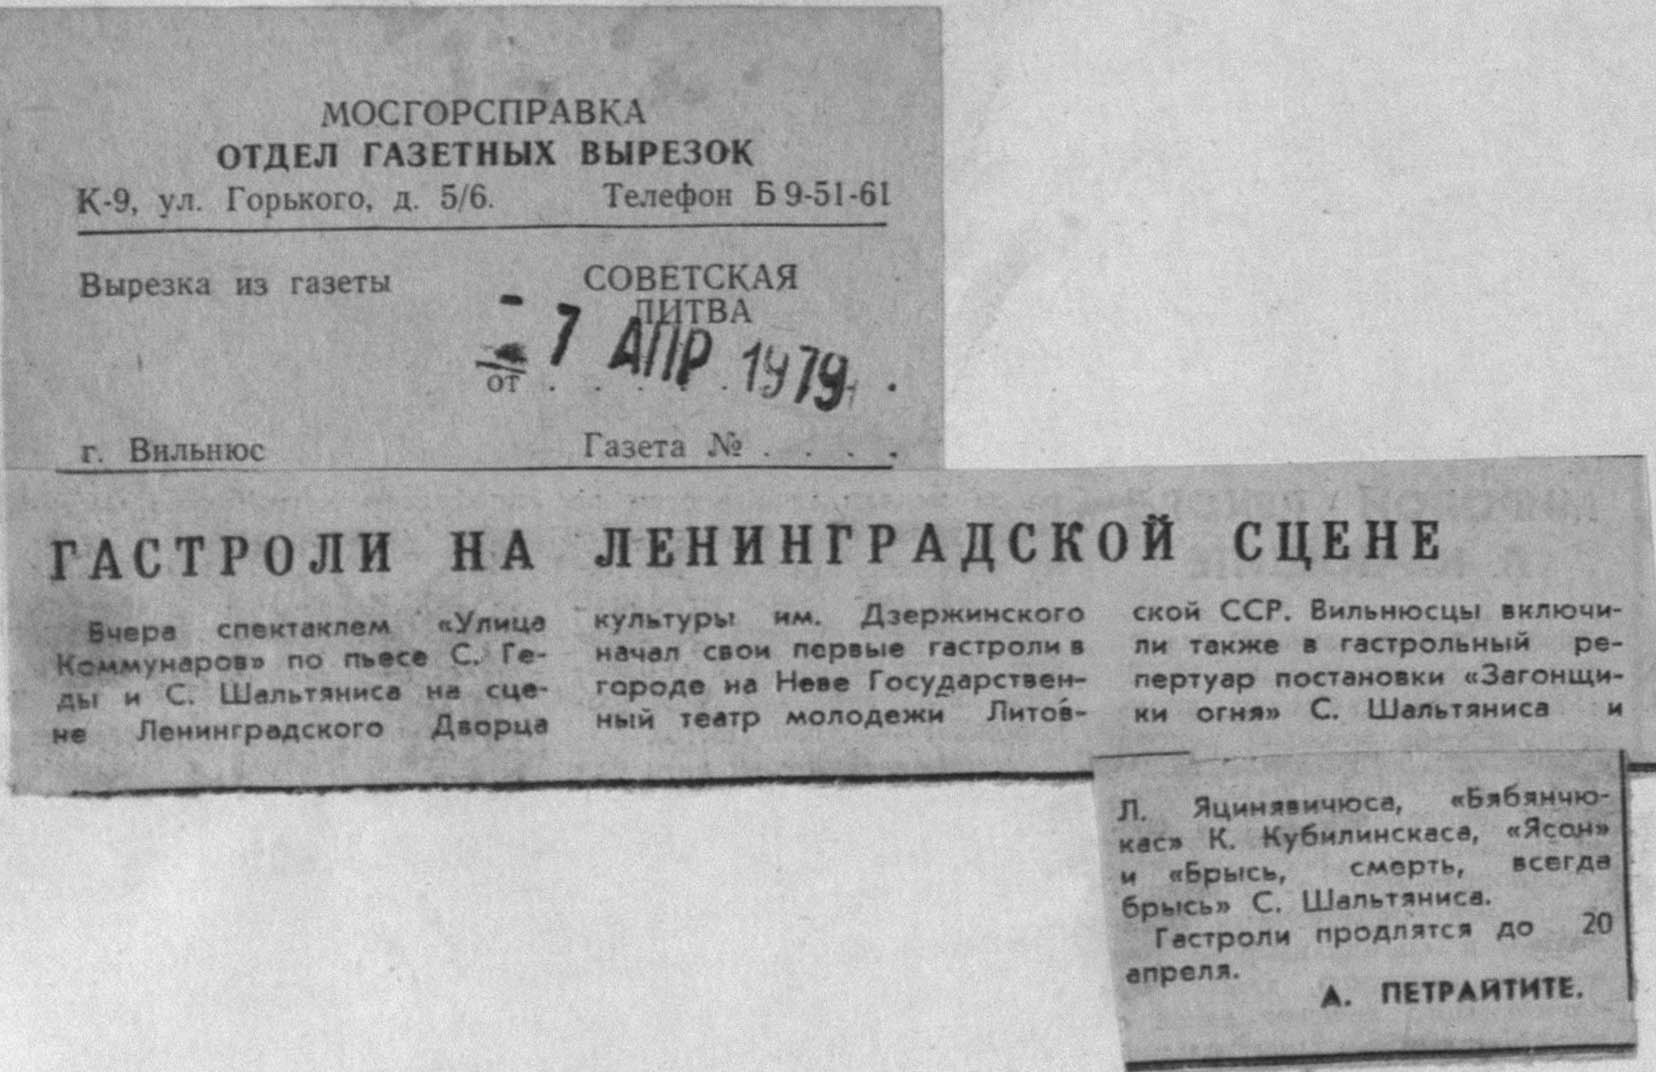 МОСГОРСПРАВКА
ОТДЕЛ ГАЗЕТНЫХ ВЫРЕЗОК
К-9, ул. Горького, д. 5/6. Телефон Б 9-51-61
Вырезка из газеты
СОВЕТСКАЯ
ЛИТВА
- 7 АПР 1979
от . . . . . .
г. Вильнюс Газета № . . . .
ГАСТРОЛИ НА ЛЕНИНГРАДСКОЙ СЦЕНЕ
Вчера спектаклем «Улица
Коммунаров» по пьесе С. Ге-
ды и С. Шальтяниса на сце-
не Ленинградского Дворца
культуры им. Дзержинского
начал свои первые гастроли в
городе на Неве Государствен-
ный театр молодежи Литов-
ской ССР. Вильнюсцы включи-
ли также в гастрольный ре-
пертуар постановки «Загонщи-
ки огня» С. Шальтяниса и
Л. Яцинявичюса, «Бябянчю-
кас» К. Кубилинскаса, «Ясон»
и «Брысь, смерть, всегда
брысь» С. Шальтяниса.
Гастроли продлятся до 20
апреля.
А. ПЕТРАЙТИТЕ.